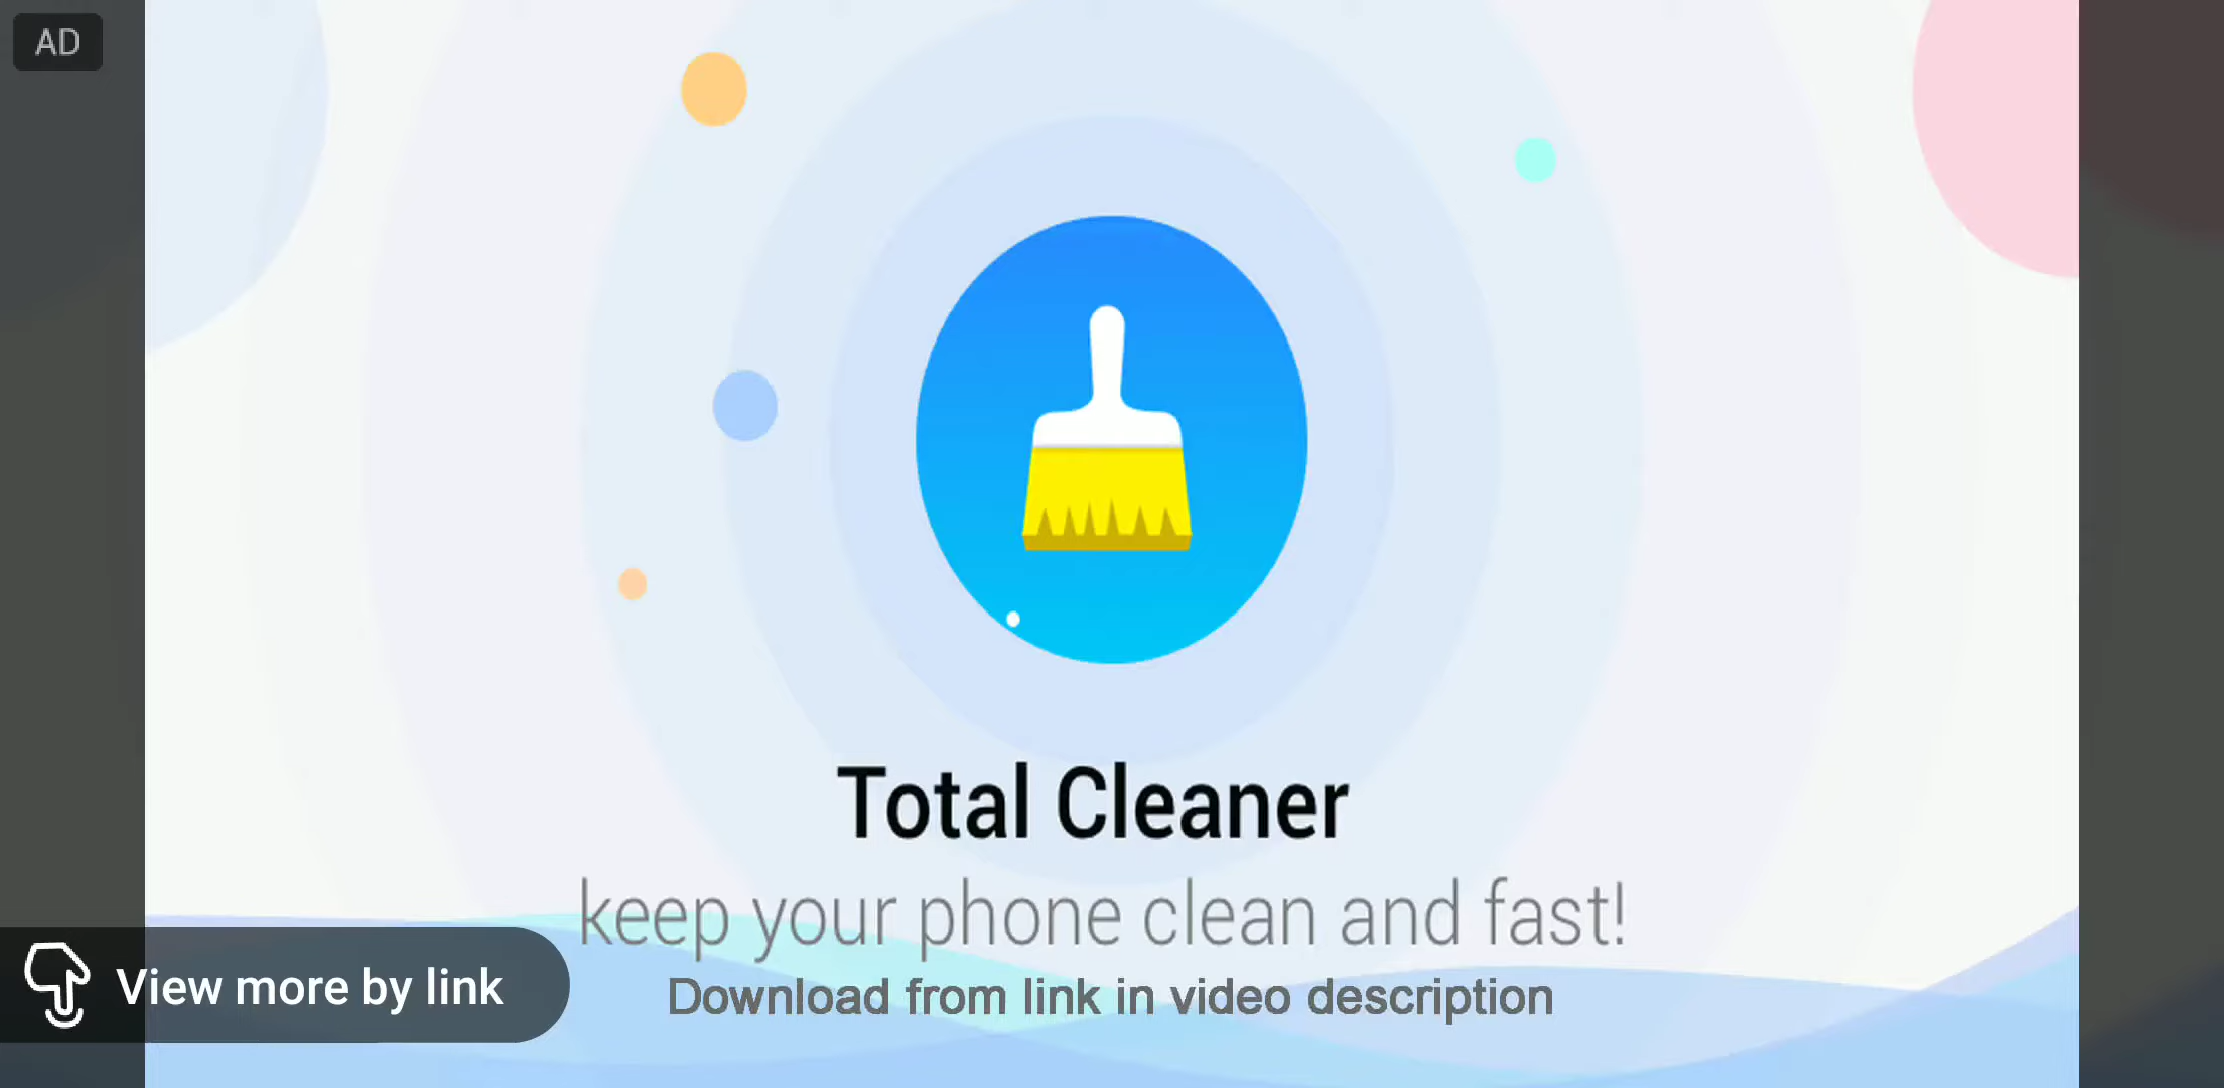 AD
Total Cleaner
keep your phone clean and fast!
View more by link
Download from link in video description